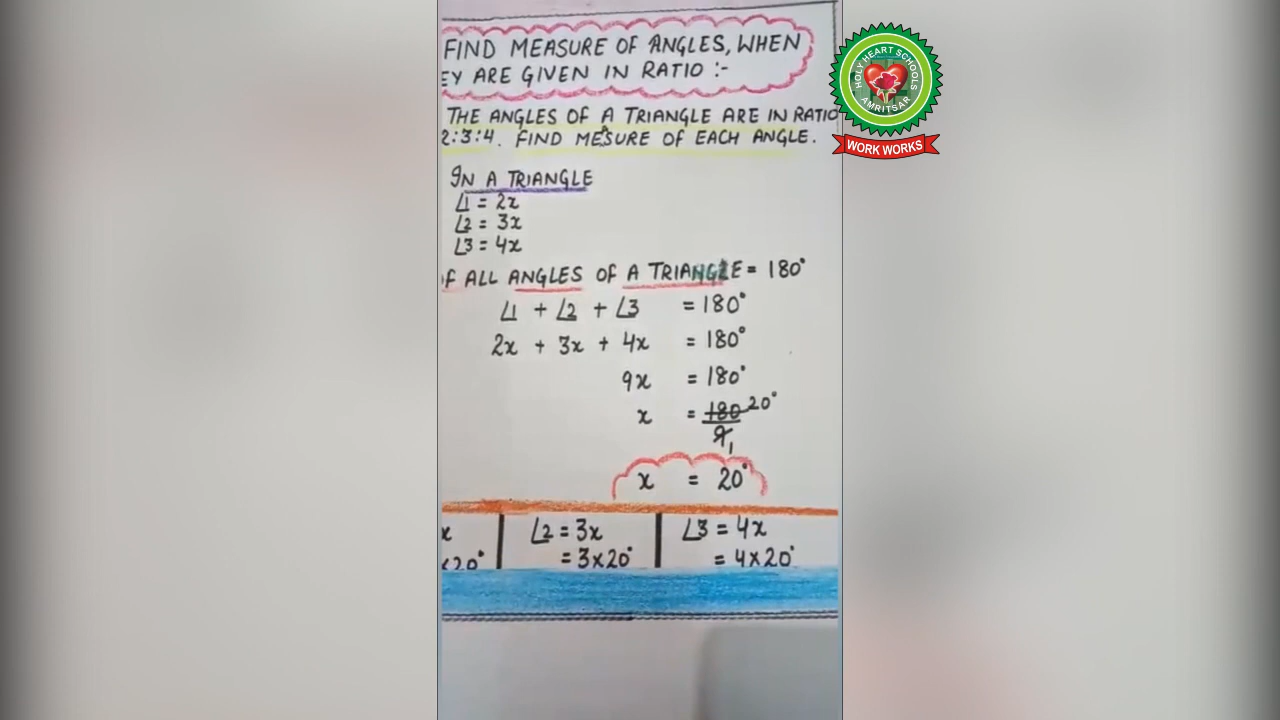 FIND MEASURE OF ANGLES, WHEN
EY ARE GIVEN IN RATIO :-
THE ANGLES OF A TRIANGLE ARE IN RATIO
2:3:4. FIND MEASURE OF EACH ANGLE.
IN A TRIANGLE
∠1 = 2x
∠2 = 3x
∠3 = 4x
OF ALL ANGLES OF A TRIANGLE = 180°
∠1 + ∠2 + ∠3 = 180°
2x + 3x + 4x = 180°
9x = 180°
x = 180/9 20° 1
x = 20°
x ∠2 = 3x ∠3 = 4x
x20° = 3x20° = 4x20°
HOLY HEART SCHOOLS
AMRITSAR
WORK WORKS